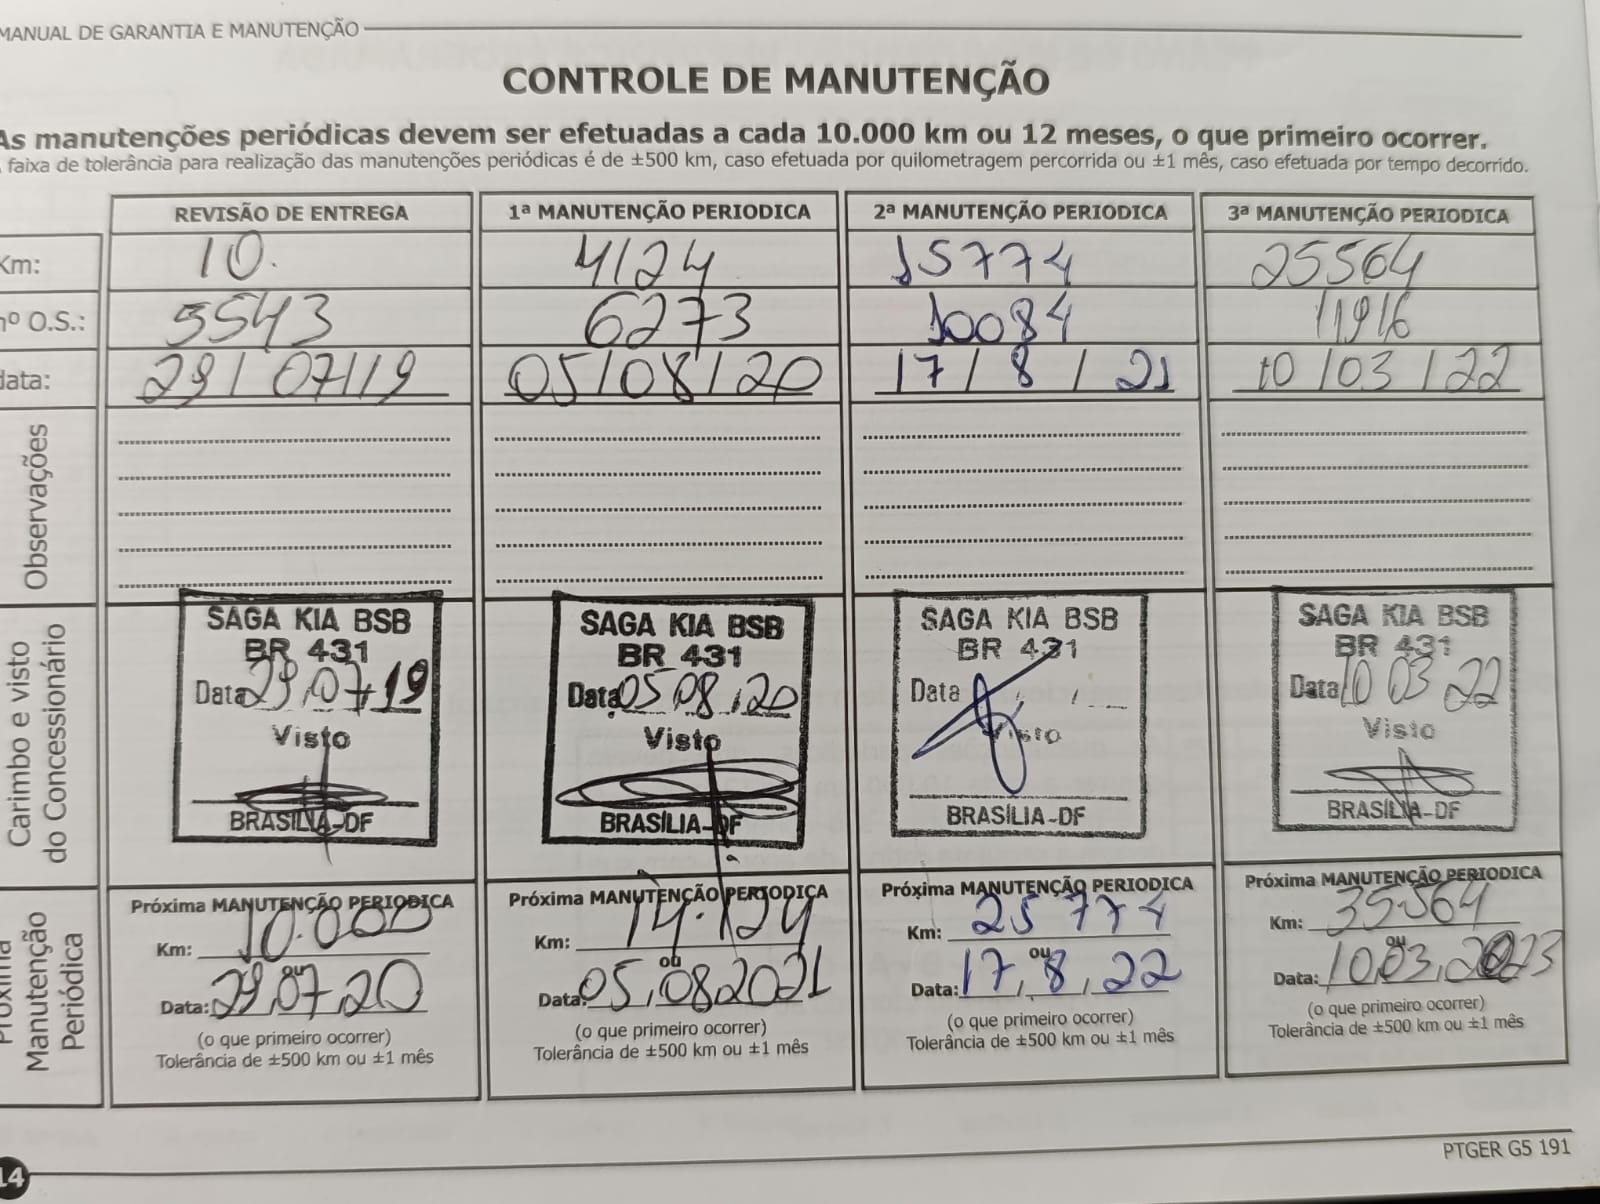 MANUAL DE GARANTIA E MANUTENÇÃO
CONTROLE DE MANUTENÇÃO
As manutenções periódicas devem ser efetuadas a cada 10.000 km ou 12 meses, o que primeiro ocorrer.
faixa de tolerância para realização das manutenções periódicas é de ±500 km, caso efetuada por quilometragem percorrida ou ±1 mês, caso efetuada por tempo decorrido.
REVISÃO DE ENTREGA 1ª MANUTENÇÃO PERIODICA 2ª MANUTENÇÃO PERIODICA 3ª MANUTENÇÃO PERIODICA
Km: 10. 4124 15774 25564
nº O.S.: 5543 6273 10084 11916
data: 29/07/19 05/08/20 17/8/21 10/03/22
Observações
Carimbo e visto
do Concessionário
SAGA KIA BSB
BR 431
Data 29,07,19
Visto
BRASILIA-DF
SAGA KIA BSB
BR 431
Data 05,08,20
Visto
BRASÍLIA-DF
SAGA KIA BSB
BR 431
Data
Visto
BRASÍLIA-DF
SAGA KIA BSB
BR 431
Data 10 03 22
Visto
BRASÍLIA-DF
Próxima
Manutenção
Periódica
Próxima MANUTENÇÃO PERIODICA
Km: 10.000
ou
Data: 29,07,20
(o que primeiro ocorrer)
Tolerância de ±500 km ou ±1 mês
Próxima MANUTENÇÃO PERIODICA
Km: 14.124
ou
Data: 05,08,2021
(o que primeiro ocorrer)
Tolerância de ±500 km ou ±1 mês
Próxima MANUTENÇÃO PERIODICA
Km: 25774
ou
Data: 17,8,22
(o que primeiro ocorrer)
Tolerância de ±500 km ou ±1 mês
Próxima MANUTENÇÃO PERIODICA
Km: 35564
ou
Data: 10,03,2023
(o que primeiro ocorrer)
Tolerância de ±500 km ou ±1 mês
PTGER G5 191
14